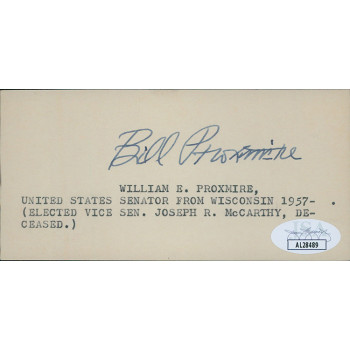 Bill Proxmire
WILLIAM E. PROXMIRE,
UNITED STATES SENATOR FROM WISCONSIN 1957- .
(ELECTED VICE SEN. JOSEPH R. McCARTHY, DE-
CEASED.)
JSA
AL28489